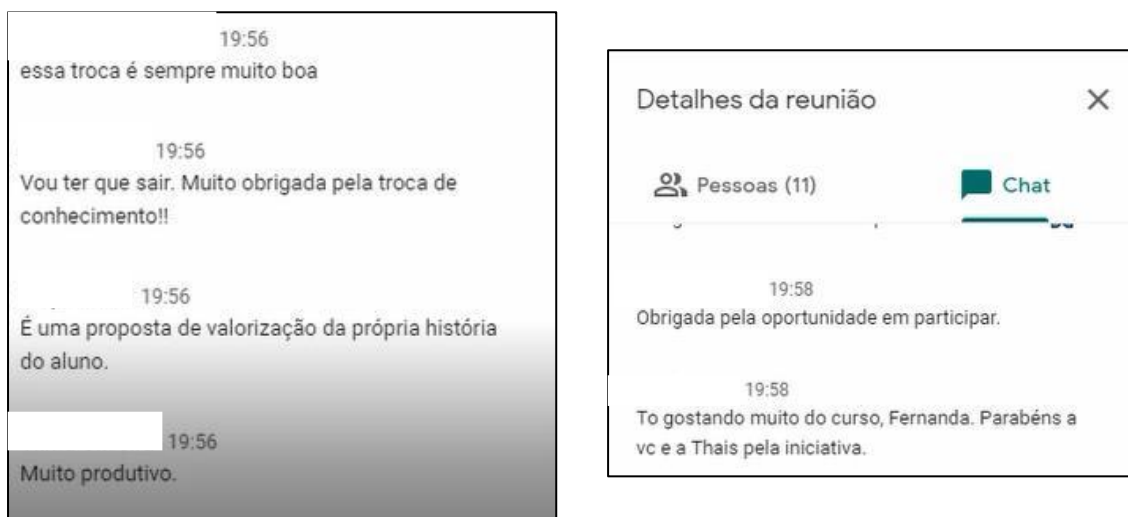 19:56
essa troca é sempre muito boa
19:56
Vou ter que sair. Muito obrigada pela troca de
conhecimento!!
19:56
É uma proposta de valorização da própria história
do aluno.
19:56
Muito produtivo.
Detalhes da reunião
Pessoas (11)
Chat
19:58
Obrigada pela oportunidade em participar.
19:58
To gostando muito do curso, Fernanda. Parabéns a
vc e a Thais pela iniciativa.